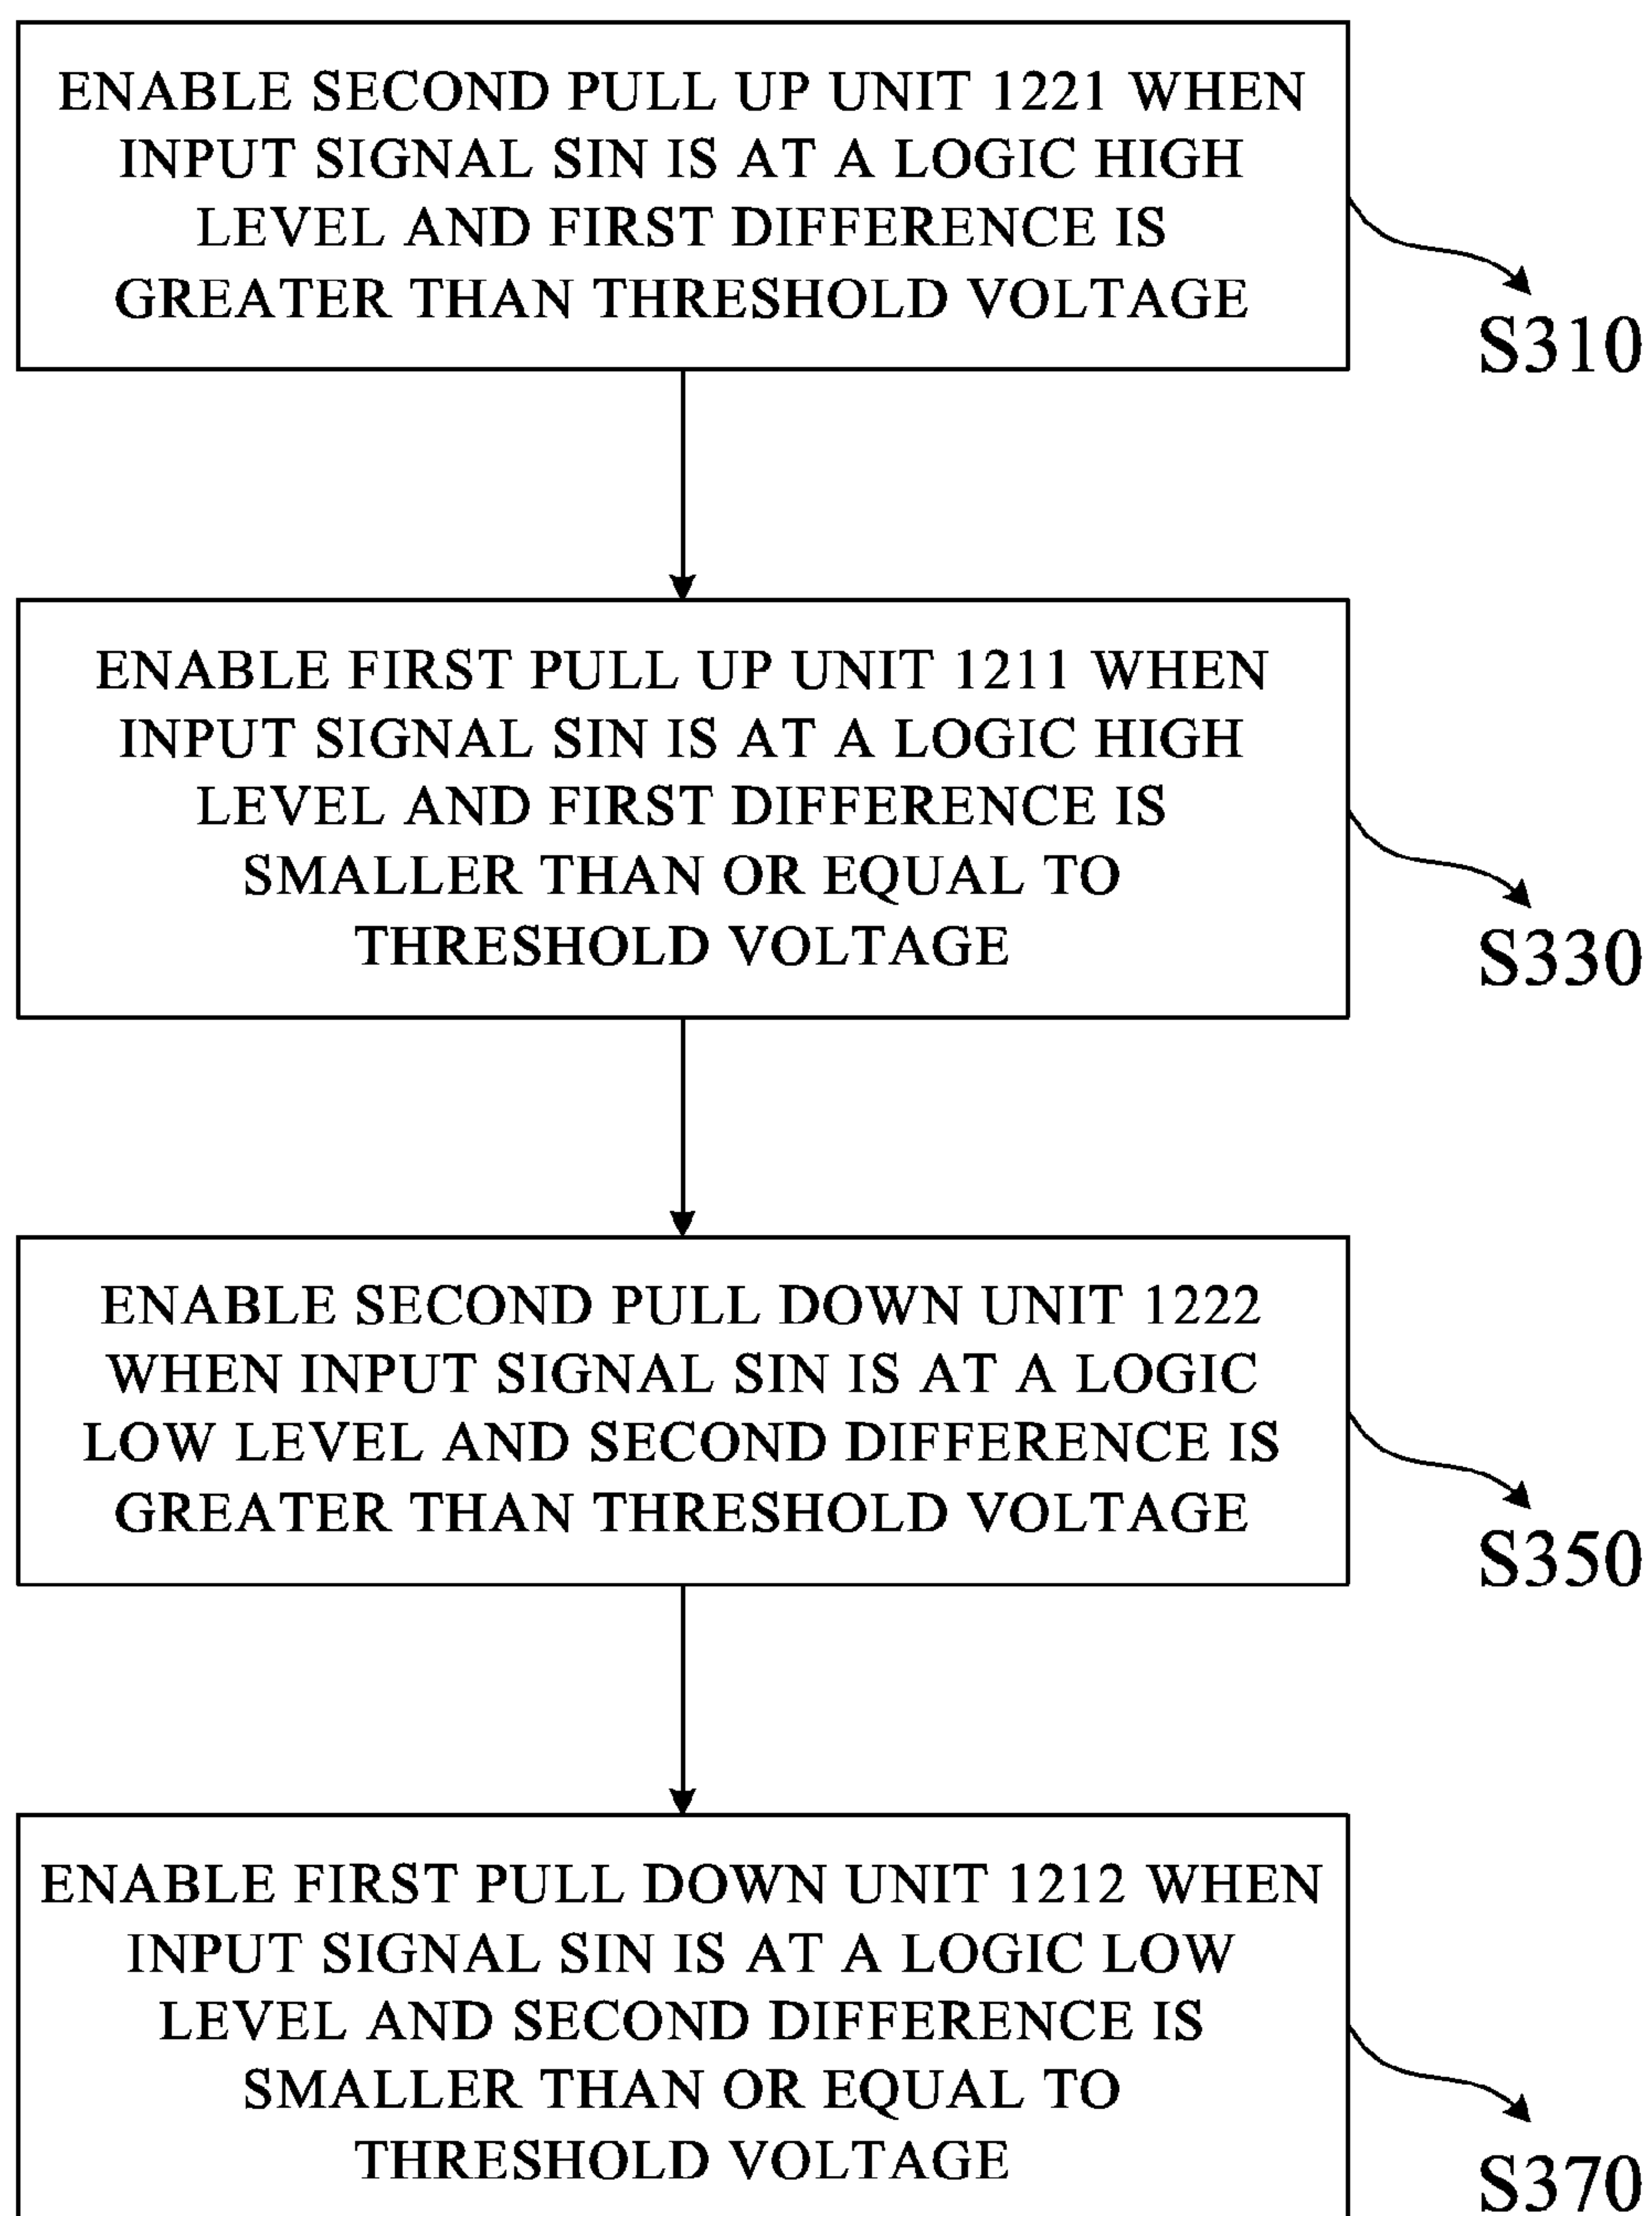 ENABLE SECOND PULL UP UNIT 1221 WHEN
INPUT SIGNAL SIN IS AT A LOGIC HIGH
LEVEL AND FIRST DIFFERENCE IS
GREATER THAN THRESHOLD VOLTAGE
S310
ENABLE FIRST PULL UP UNIT 1211 WHEN
INPUT SIGNAL SIN IS AT A LOGIC HIGH
LEVEL AND FIRST DIFFERENCE IS
SMALLER THAN OR EQUAL TO
THRESHOLD VOLTAGE
S330
ENABLE SECOND PULL DOWN UNIT 1222
WHEN INPUT SIGNAL SIN IS AT A LOGIC
LOW LEVEL AND SECOND DIFFERENCE IS
GREATER THAN THRESHOLD VOLTAGE
S350
ENABLE FIRST PULL DOWN UNIT 1212 WHEN
INPUT SIGNAL SIN IS AT A LOGIC LOW
LEVEL AND SECOND DIFFERENCE IS
SMALLER THAN OR EQUAL TO
THRESHOLD VOLTAGE
S370